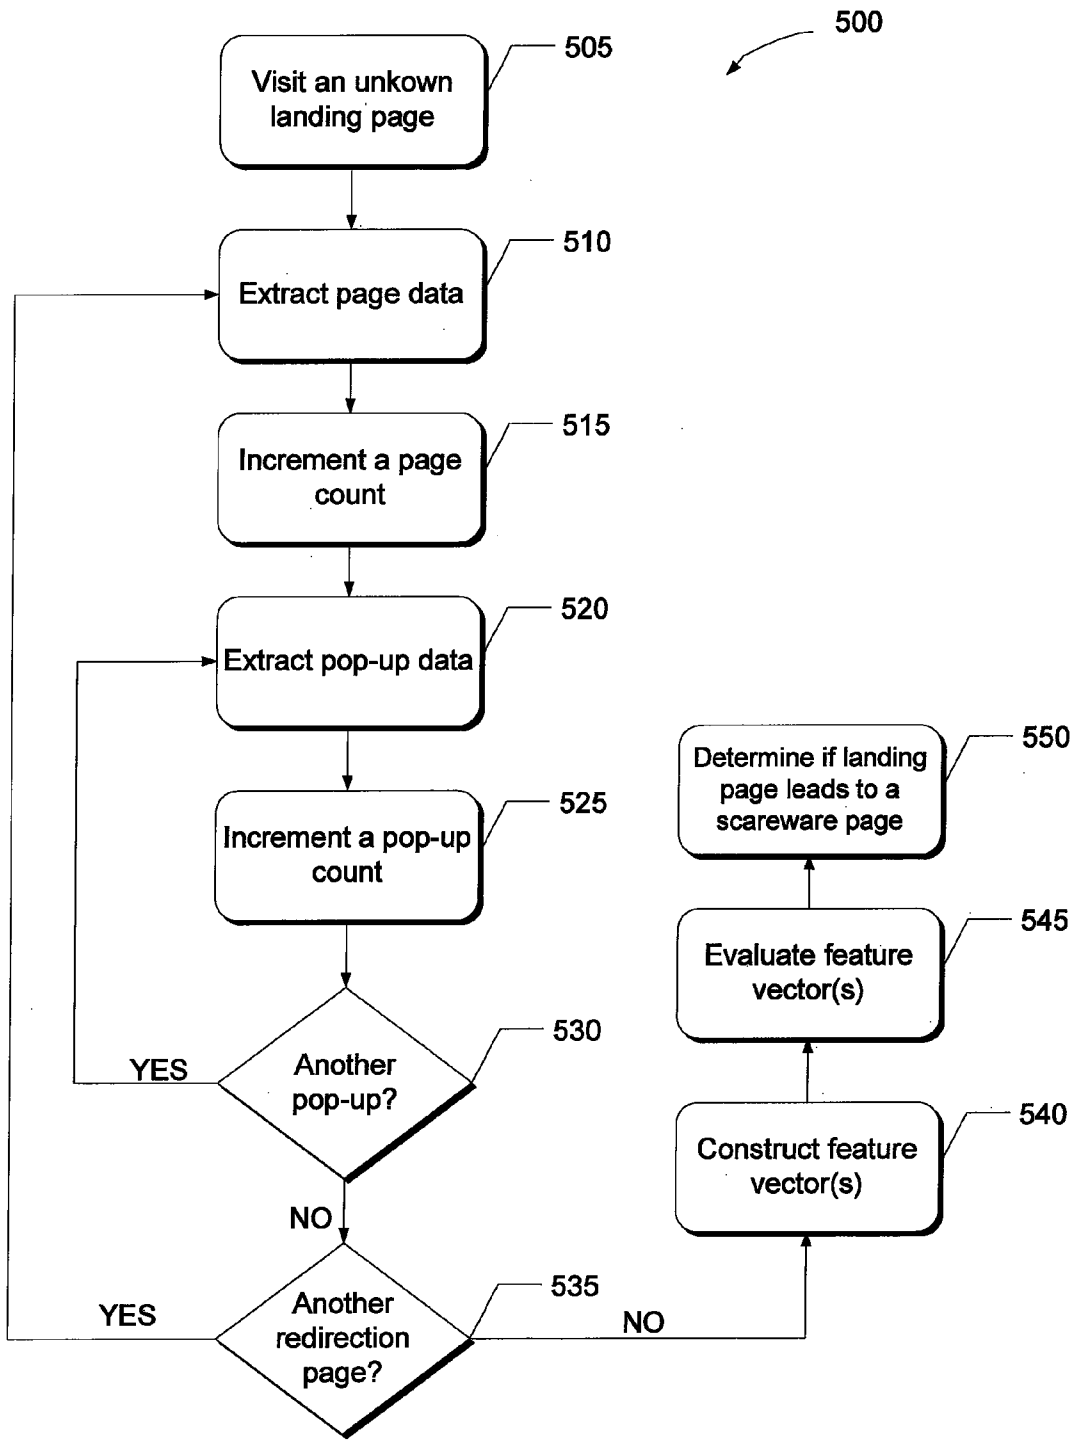 500
Visit an unkown
landing page
505
Extract page data
510
Increment a page
count
515
Extract pop-up data
520
Increment a pop-up
count
525
Another
pop-up?
530
YES
NO
Another
redirection
page?
535
YES
NO
Construct feature
vector(s)
540
Evaluate feature
vector(s)
545
Determine if landing
page leads to a
scareware page
550